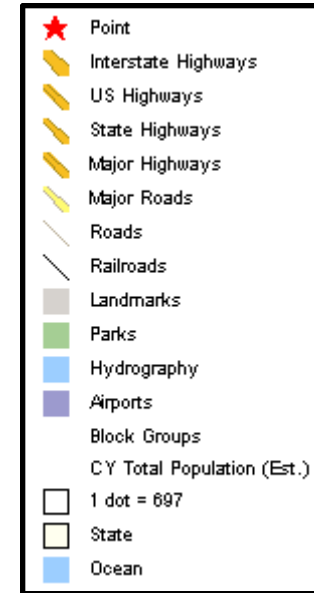 Point
Interstate Highways
US Highways
State Highways
Major Highways
Major Roads
Roads
Railroads
Landmarks
Parks
Hydrography
Airports
Block Groups
CY Total Population (Est.)
1 dot = 697
State
Ocean